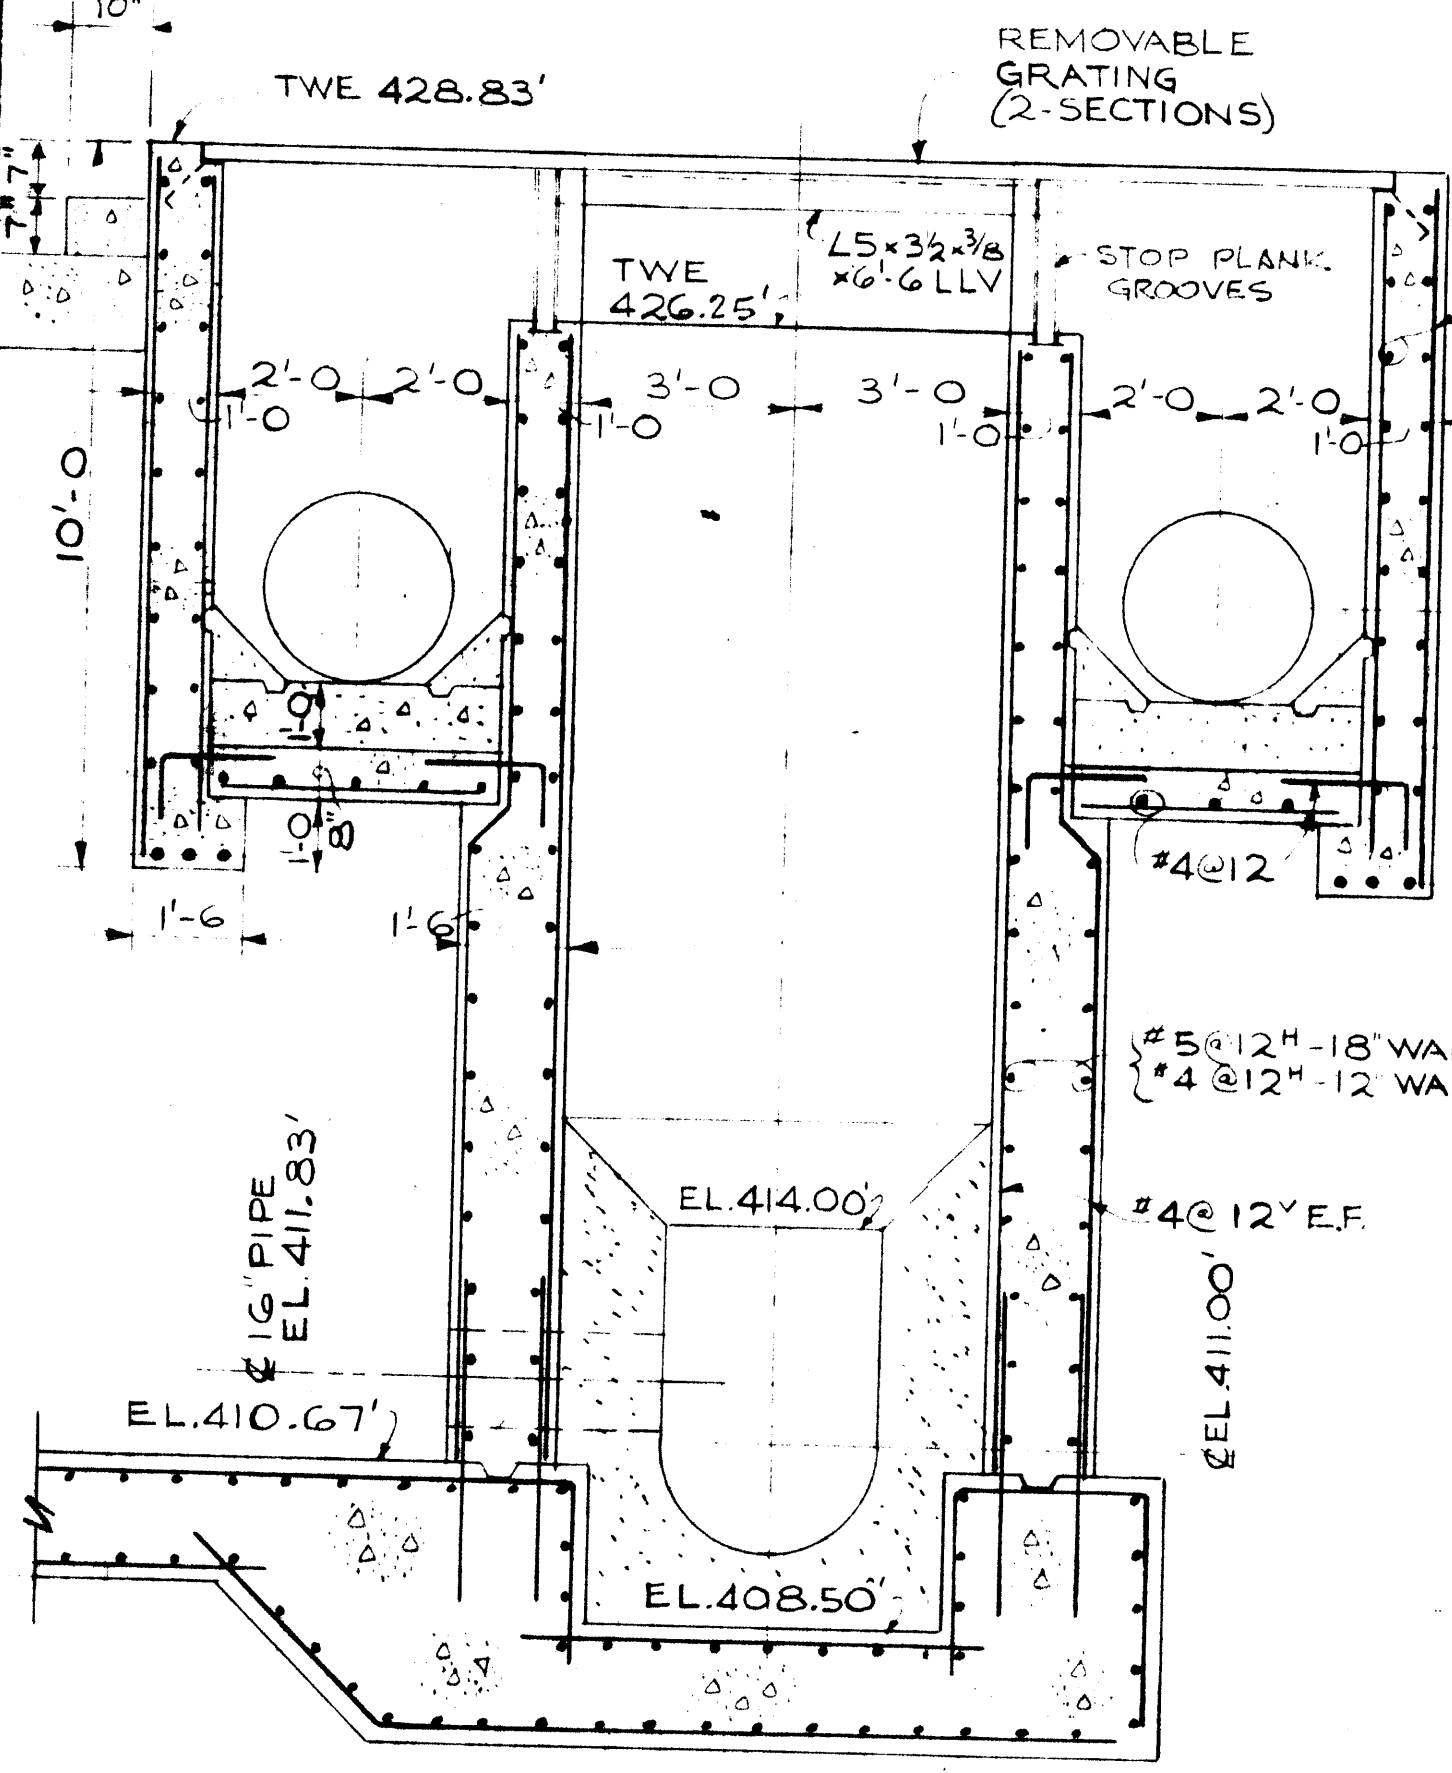 10"
REMOVABLE
GRATING
(2-SECTIONS)
TWE 428.83'
7"
7"
L5×3½×3/8
×6'-6 LLV
TWE
426.25'
STOP PLANK
GROOVES
2'-0
2'-0
3'-0
3'-0
2'-0
2'-0
1'-0
1'-0
1'-0
1'-0
10'-0
1'-0
8"
1'-0
#4@12
1'-6
1'-6
#5@12H-18" WA
#4@12H-12" WA
EL.414.00'
#4@12V E.F.
℄ 16" PIPE
EL.411.83'
℄ EL.411.00'
EL.410.67'
EL.408.50'